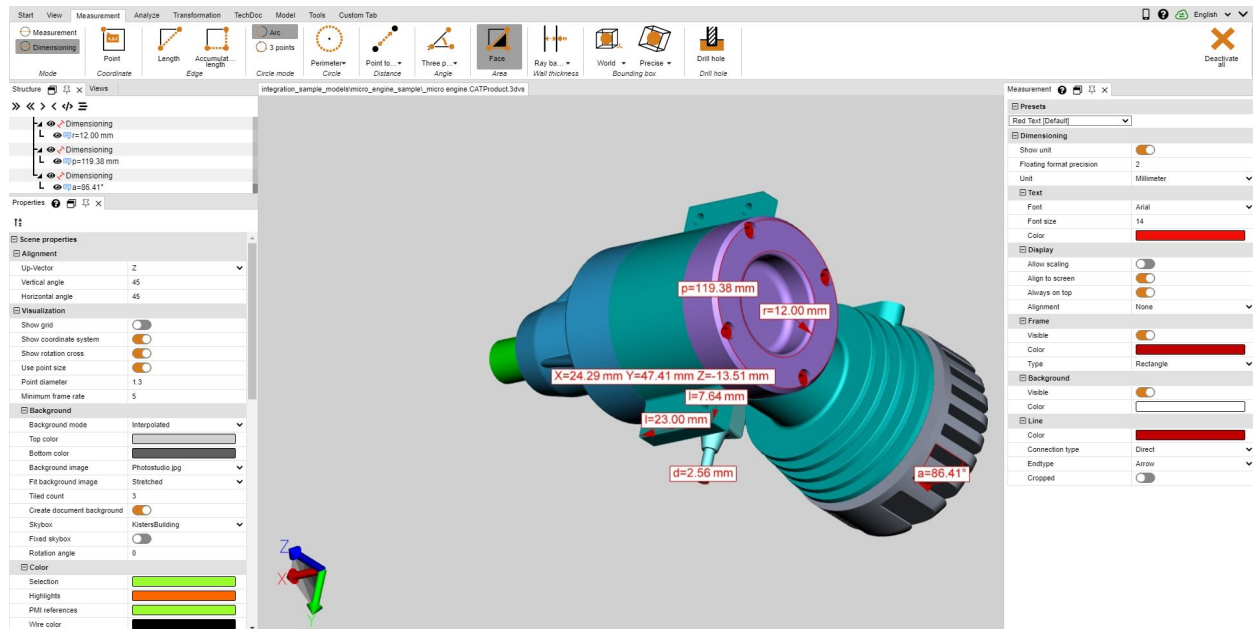 Start View Measurement Analyze Transformation TechDoc Model Tools Custom Tab English
Measurement
Dimensioning
Mode
Point
Coordinate
Length
Accumulat... length
Edge
Arc
3 points
Circle mode
Perimeter
Circle
Point to...
Distance
Three p...
Angle
Face
Area
Ray ba...
Wall thickness
World
Precise
Bounding box
Drill hole
Drill hole
Deactivate all
Structure Views
Dimensioning
r=12.00 mm
Dimensioning
p=119.38 mm
Dimensioning
a=86.41°
Properties
Scene properties
Alignment
Up-Vector Z
Vertical angle 45
Horizontal angle 45
Visualization
Show grid
Show coordinate system
Show rotation cross
Use point size
Point diameter 1.3
Minimum frame rate 5
Background
Background mode Interpolated
Top color
Bottom color
Background image Photostudio.jpg
Fit background image Stretched
Tiled count 3
Create document background
Skybox KistersBuilding
Fixed skybox
Rotation angle 0
Color
Selection
Highlights
PMI references
Wire color
integration_sample_models\micro_engine_sample\_micro engine.CATProduct.3dvs
p=119.38 mm
r=12.00 mm
X=24.29 mm Y=47.41 mm Z=-13.51 mm
l=7.64 mm
l=23.00 mm
d=2.56 mm
a=86.41°
Z
X
Y
Measurement
Presets
Red Text [Default]
Dimensioning
Show unit
Floating format precision 2
Unit Millimeter
Text
Font Arial
Font size 14
Color
Display
Allow scaling
Align to screen
Always on top
Alignment None
Frame
Visible
Color
Type Rectangle
Background
Visible
Color
Line
Color
Connection type Direct
Endtype Arrow
Cropped